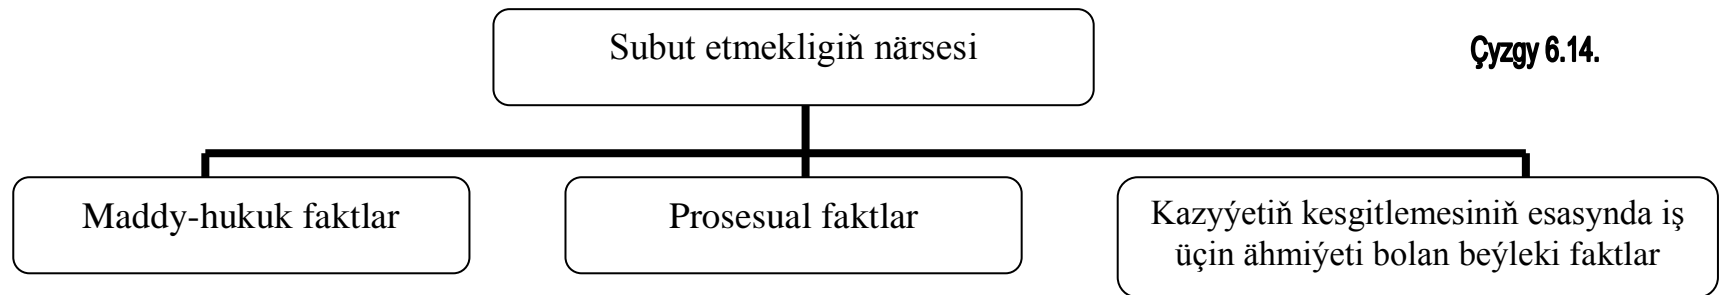 Subut etmekligiň närsesi
Çyzgy 6.14.
Maddy-hukuk faktlar
Prosesual faktlar
Kazyýetiň kesgitlemesiniň esasynda iş
üçin ähmiýeti bolan beýleki faktlar